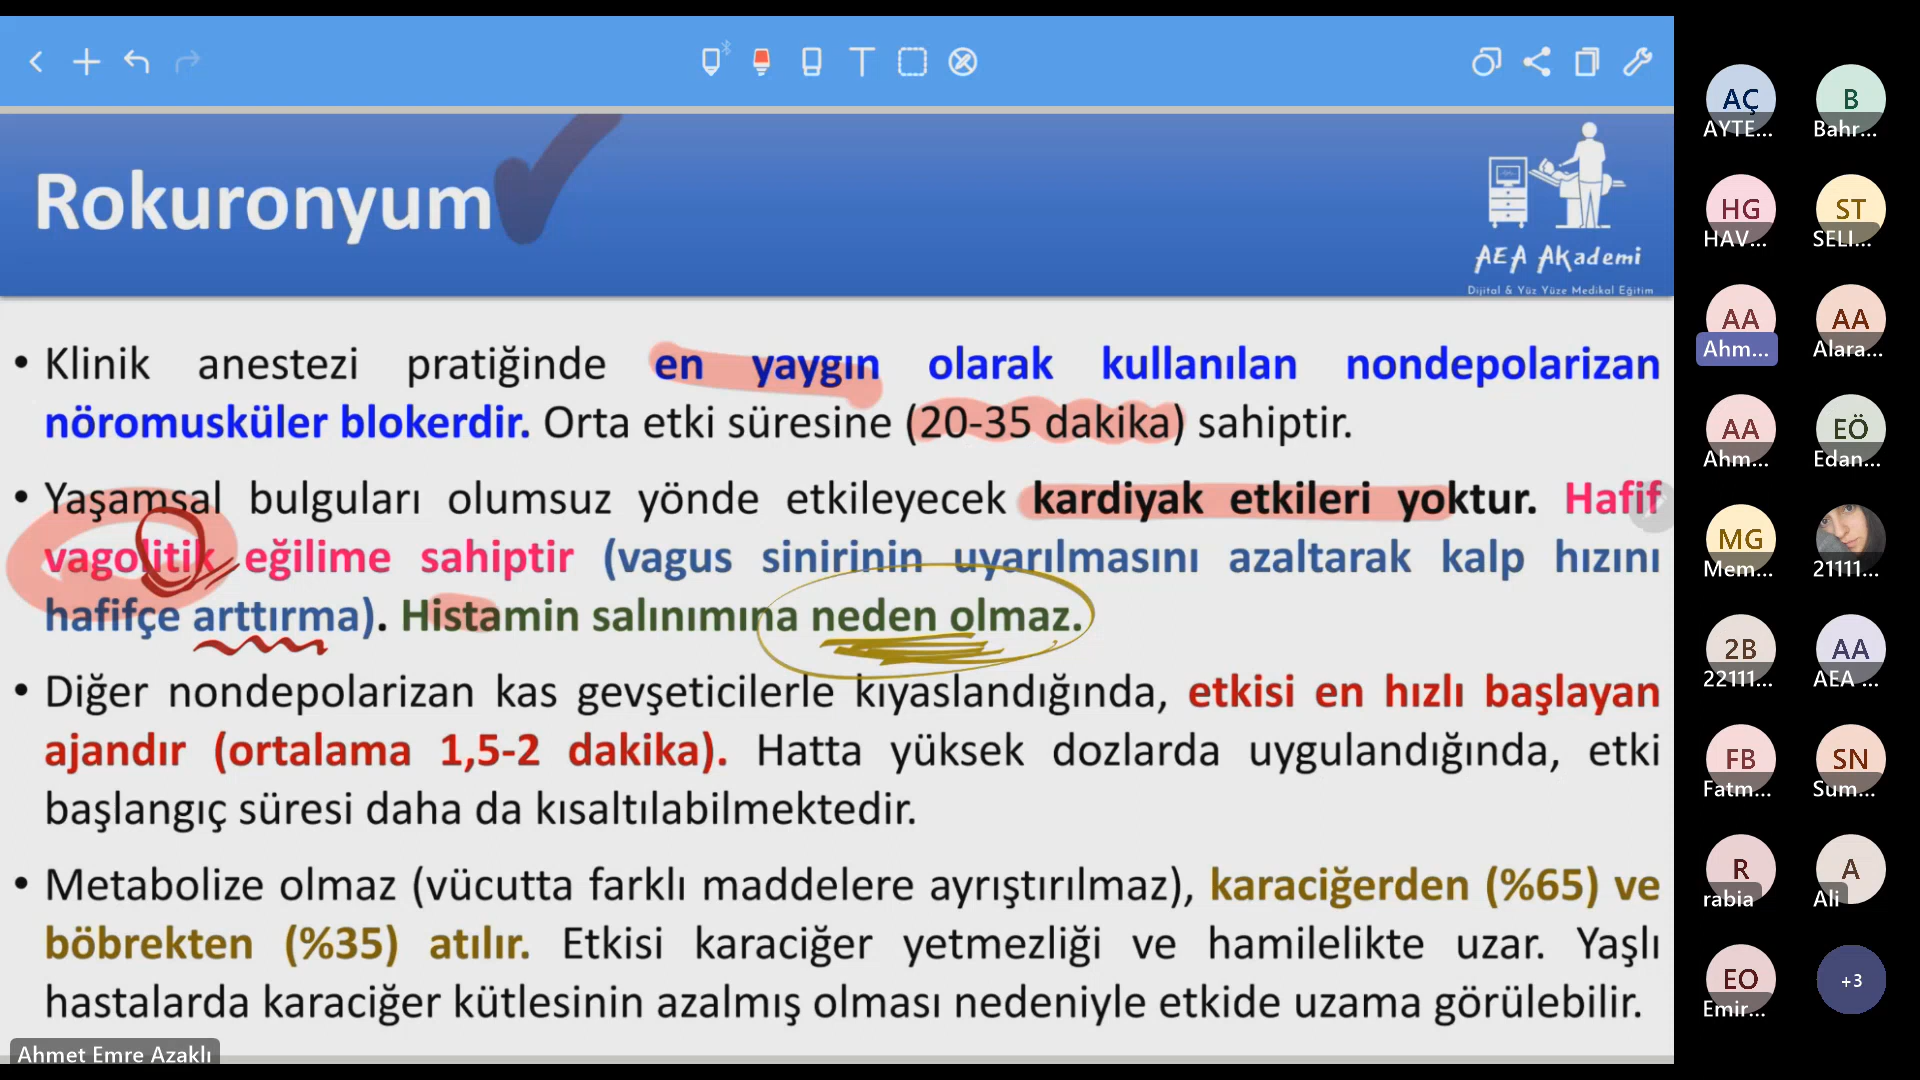 Rokuronyum
AEA Akademi
Dijital & Yüz Yüze Medikal Eğitim
• Klinik anestezi pratiğinde en yaygın olarak kullanılan nondepolarizan
nöromusküler blokerdir. Orta etki süresine (20-35 dakika) sahiptir.
• Yaşamsal bulguları olumsuz yönde etkileyecek kardiyak etkileri yoktur. Hafif
vagolitik eğilime sahiptir (vagus sinirinin uyarılmasını azaltarak kalp hızını
hafifçe arttırma). Histamin salınımına neden olmaz.
• Diğer nondepolarizan kas gevşeticilerle kıyaslandığında, etkisi en hızlı başlayan
ajandır (ortalama 1,5-2 dakika). Hatta yüksek dozlarda uygulandığında, etki
başlangıç süresi daha da kısaltılabilmektedir.
• Metabolize olmaz (vücutta farklı maddelere ayrıştırılmaz), karaciğerden (%65) ve
böbrekten (%35) atılır. Etkisi karaciğer yetmezliği ve hamilelikte uzar. Yaşlı
hastalarda karaciğer kütlesinin azalmış olması nedeniyle etkide uzama görülebilir.
Ahmet Emre Azaklı
AÇ
AYTE...
B
Bahr...
HG
HAV...
ST
SELI...
AA
Ahm...
AA
Alara...
AA
Ahm...
EÖ
Edan...
MG
Mem...
21111...
2B
22111...
AA
AEA ...
FB
Fatm...
SN
Sum...
R
rabia
A
Ali
EO
Emir...
+3